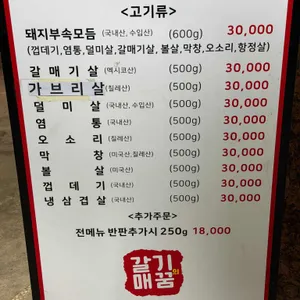 <고기류>
돼지부속모듬 (국내산, 수입산) (600g) 30,000
(껍데기,염통,덜미살,갈매기살, 볼살,막창,오소리,항정살)
갈매기살 (멕시코산) (500g) 30,000
가브리살 (칠레산) (500g) 30,000
덜미살 (국내산, 수입산) (500g) 30,000
염통 (국내산) (500g) 30,000
오소리 (칠레산) (500g) 30,000
막창 (미국산,칠레산) (500g) 30,000
볼살 (미국산) (500g) 30,000
껍데기 (국내산) (500g) 30,000
냉삼겹살 (국내산) (500g) 30,000
<추가주문>
전메뉴 반판추가시 250g 18,000
갈매기의꿈